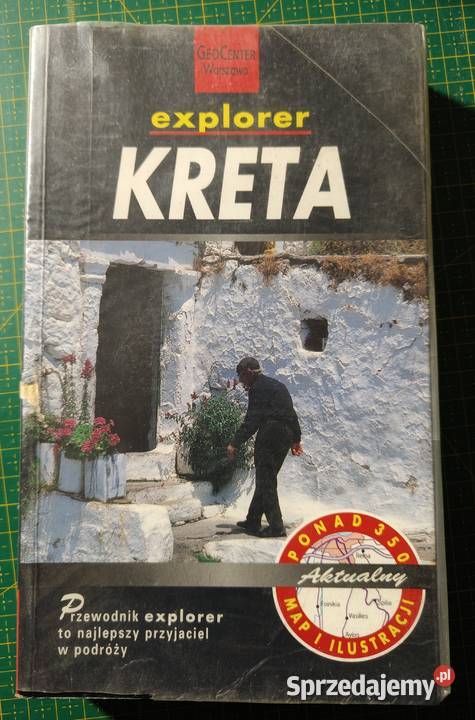 GEOCENTER
Warszawa
explorer
KRETA
PONAD 350
Aktualny
MAP I ILUSTRACJI
Przewodnik explorer
to najlepszy przyjaciel
w podróży
Sprzedajemy.pl